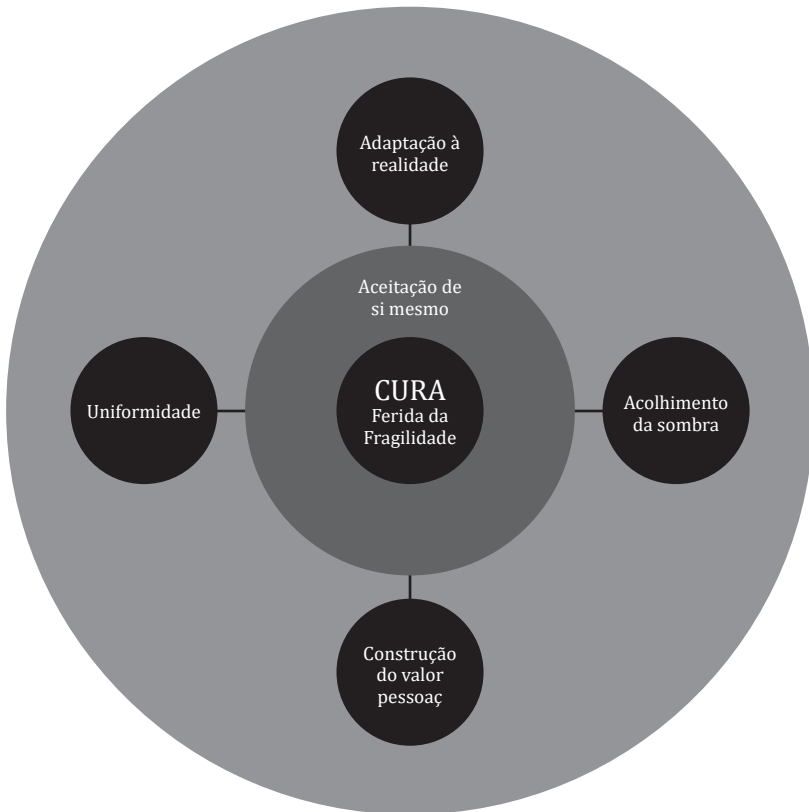 Adaptação à
realidade
Aceitação de
si mesmo
Uniformidade
CURA
Ferida da
Fragilidade
Acolhimento
da sombra
Construção
do valor
pessoaç